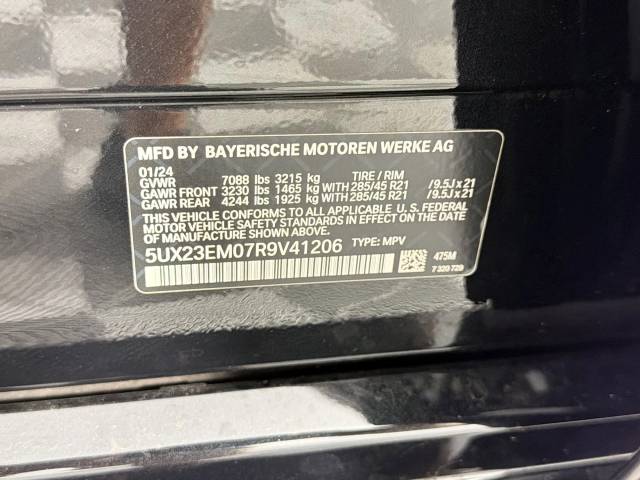 MFD BY BAYERISCHE MOTOREN WERKE AG
01/24
GVWR 7088 lbs 3215 kg TIRE / RIM
GAWR FRONT 3230 lbs 1465 kg WITH 285/45 R21 / 9.5J x 21
GAWR REAR 4244 lbs 1925 kg WITH 285/45 R21 / 9.5J x 21
THIS VEHICLE CONFORMS TO ALL APPLICABLE U. S. FEDERAL
MOTOR VEHICLE SAFETY STANDARDS IN EFFECT ON THE DATE
OF MANUFACTURE SHOWN ABOVE.
5UX23EM07R9V41206 TYPE: MPV
475M
7 320 729